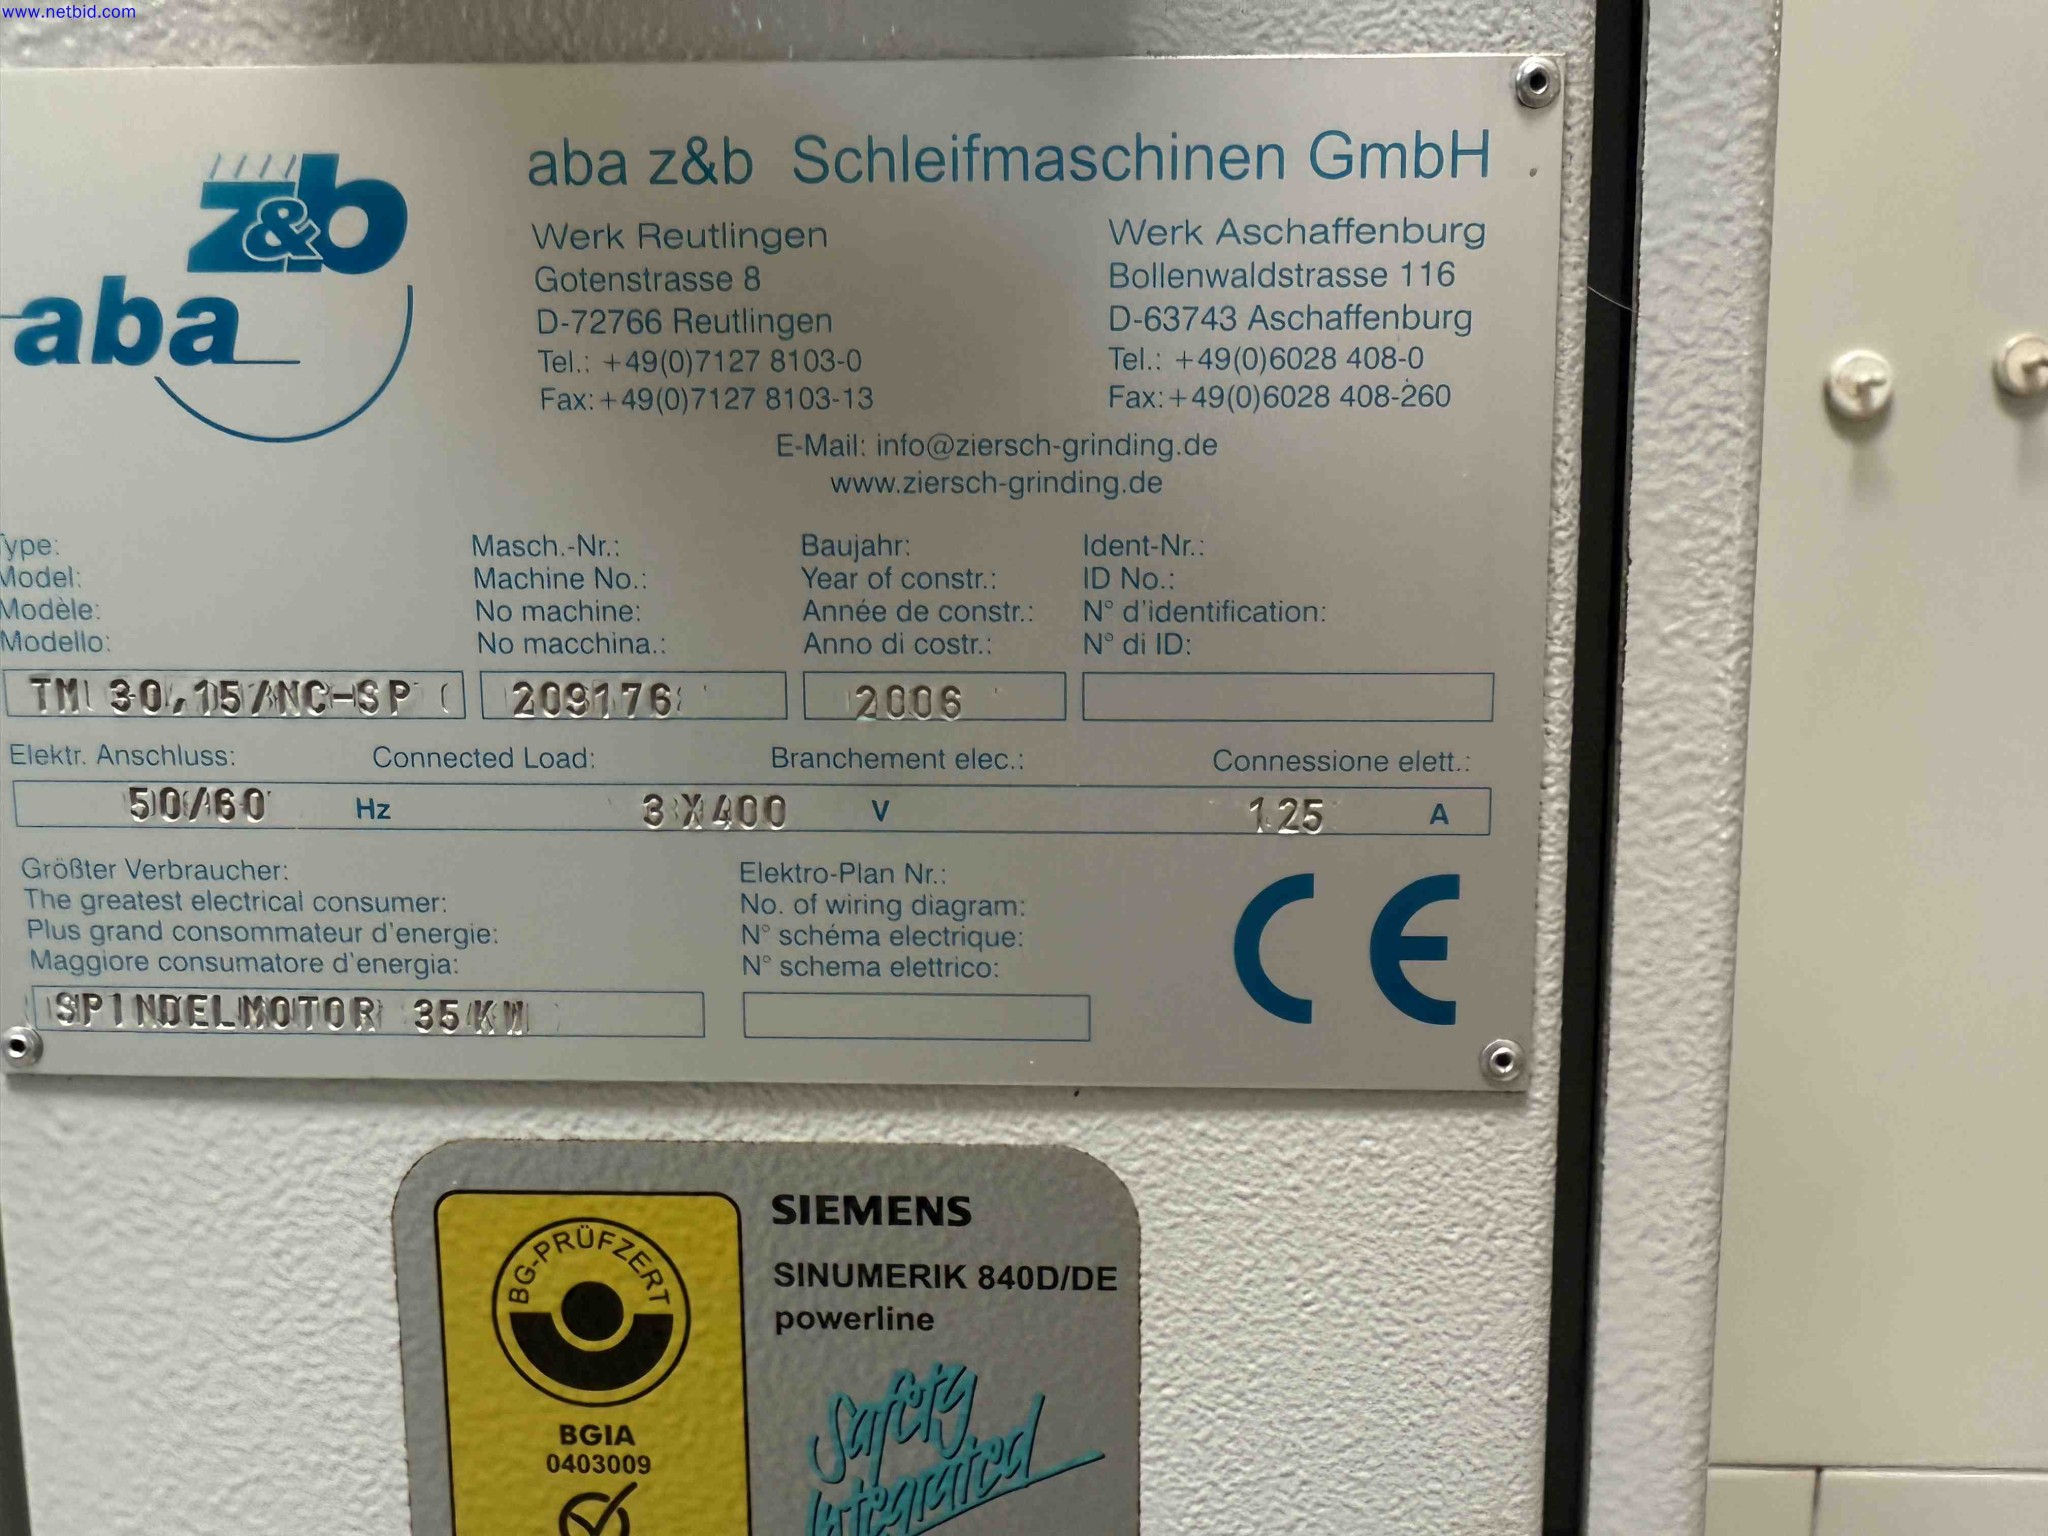 www.netbid.com
z&b
aba
aba z&b Schleifmaschinen GmbH
Werk Reutlingen
Gotenstrasse 8
D-72766 Reutlingen
Tel.: +49(0)7127 8103-0
Fax:+49(0)7127 8103-13
Werk Aschaffenburg
Bollenwaldstrasse 116
D-63743 Aschaffenburg
Tel.: +49(0)6028 408-0
Fax:+49(0)6028 408-260
E-Mail: info@ziersch-grinding.de
www.ziersch-grinding.de
Type: Masch.-Nr.: Baujahr: Ident-Nr.:
Model: Machine No.: Year of constr.: ID No.:
Modèle: No machine: Année de constr.: N° d'identification:
Modello: No macchina.: Anno di costr.: N° di ID:
TM 30.15/NC-SP 209176 2006
Elektr. Anschluss: Connected Load: Branchement elec.: Connessione elett.:
50/60 Hz 3X400 V 125 A
Größter Verbraucher:
The greatest electrical consumer:
Plus grand consommateur d'energie:
Maggiore consumatore d'energia:
SPINDELMOTOR 35KW
Elektro-Plan Nr.:
No. of wiring diagram:
N° schéma electrique:
N° schema elettrico:
CE
BG-PRÜFZERT
BGIA
0403009
SIEMENS
SINUMERIK 840D/DE
powerline
Safety
Integrated